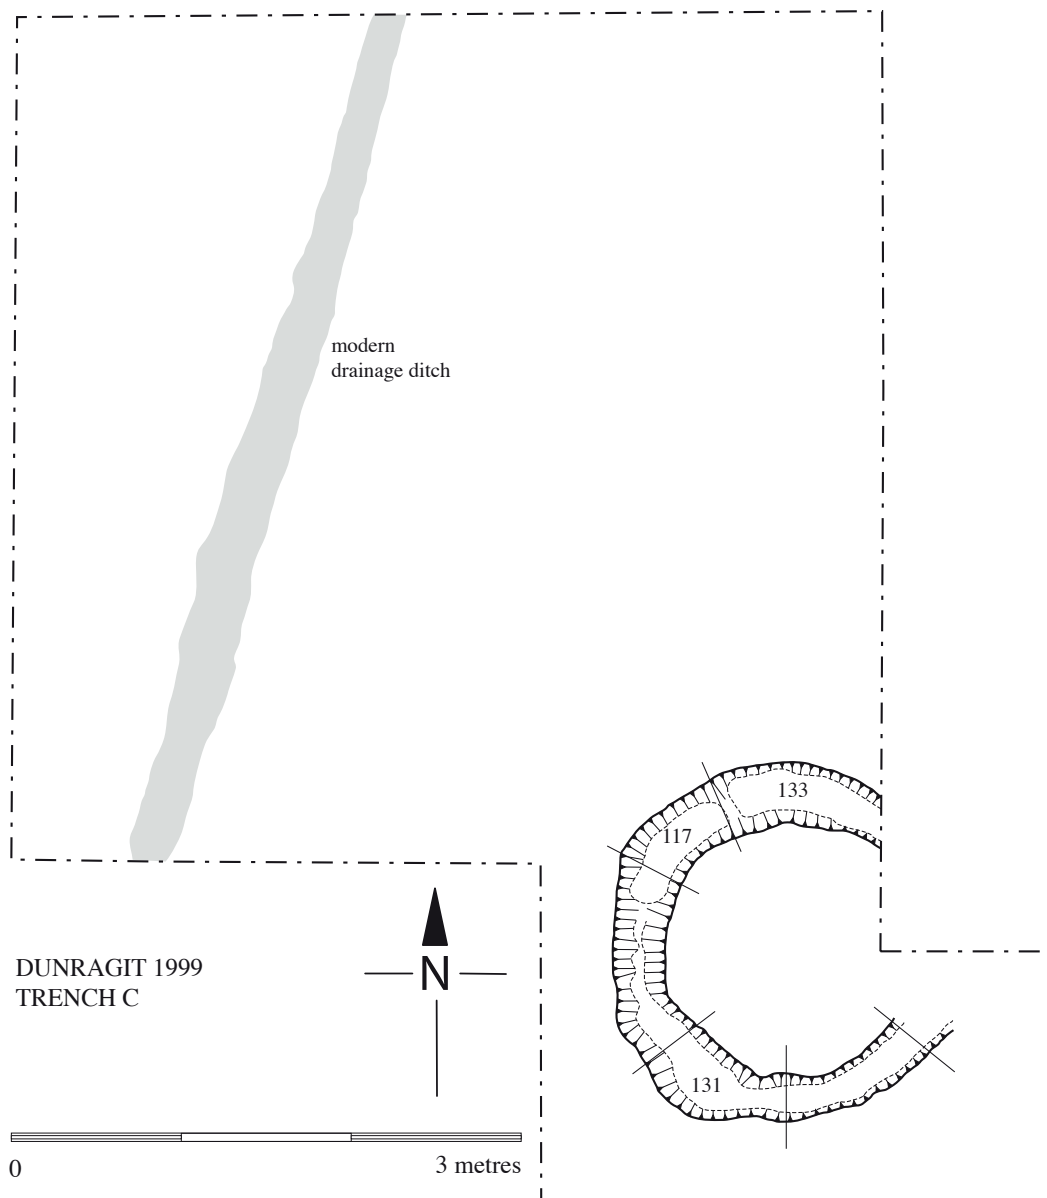 modern
drainage ditch
133
117
N
DUNRAGIT 1999
TRENCH C
131
0
3 metres